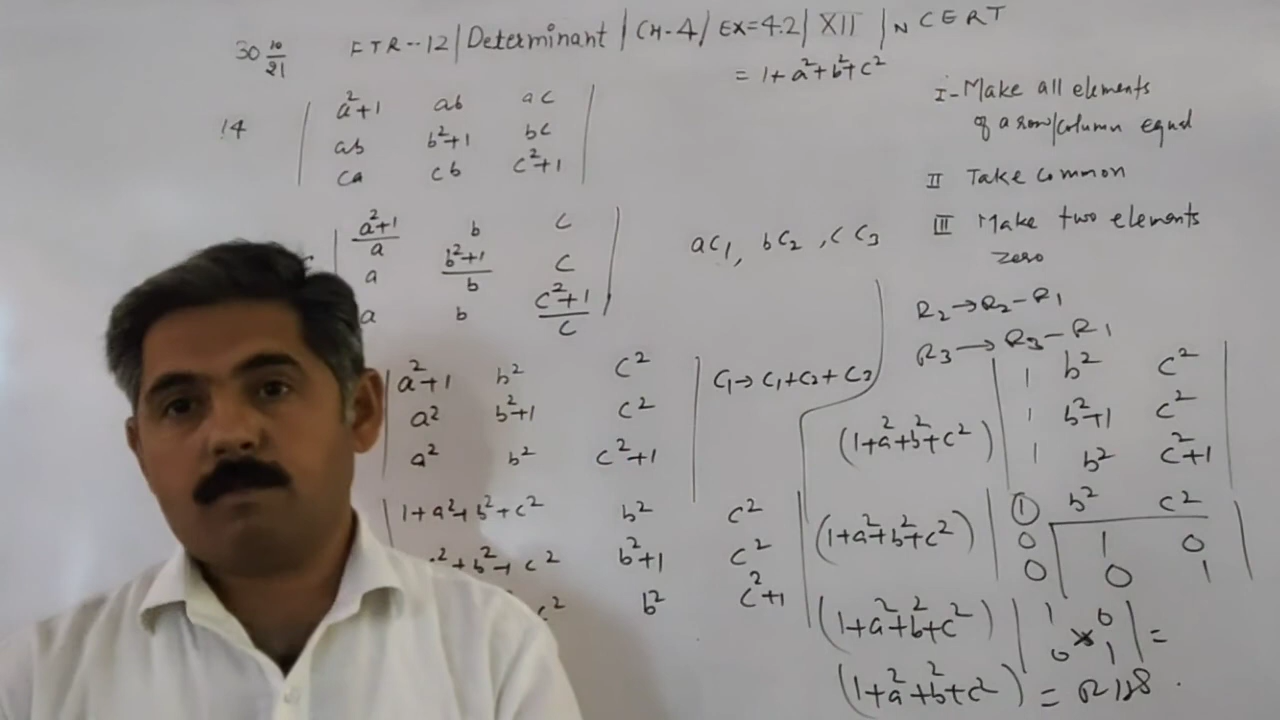 30 10/21 FTR--12 | Determinant | CH-4 / EX=4.2 | XII | NCERT
= 1+a²+b²+c²
14 | a²+1 ab ac |
| ab b²+1 bc |
| ca cb c²+1 |
I - Make all elements
of a row/column equal
II Take common
III Make two elements
zero
| (a²+1)/a b c |
| a (b²+1)/b c |
| a b (c²+1)/c |
aC₁, bC₂, cC₃
| a²+1 b² c² |
| a² b²+1 c² |
| a² b² c²+1 |
C₁→C₁+C₂+C₃
| 1+a²+b²+c² b² c² |
a²+b²+c² b²+1 c² |
c² b² c²+1 |
R₂→R₂-R₁
R₃→R₃-R₁
(1+a²+b²+c²) | 1 b² c² |
| 1 b²+1 c² |
| 1 b² c²+1 |
(1+a²+b²+c²) | 1 b² c² |
| 0 1 0 |
| 0 0 1 |
(1+a²+b²+c²) | 1 0 |
| 0 1 | =
(1+a²+b²+c²) = RHS.